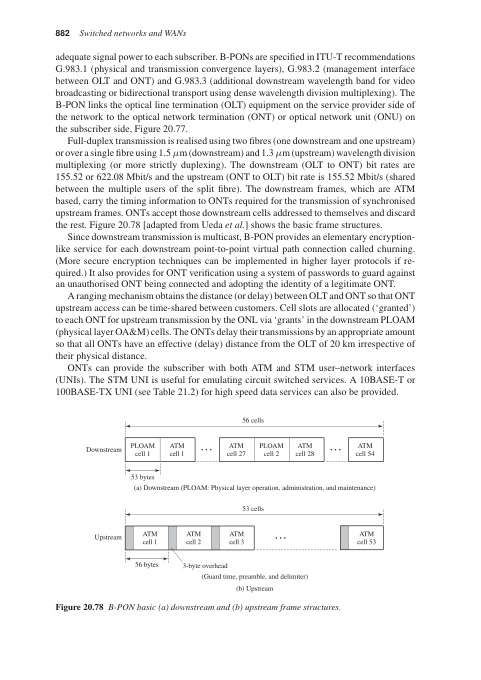 882 Switched networks and WANs
adequate signal power to each subscriber. B-PONs are specified in ITU-T recommendations
G.983.1 (physical and transmission convergence layers), G.983.2 (management interface
between OLT and ONT) and G.983.3 (additional downstream wavelength band for video
broadcasting or bidirectional transport using dense wavelength division multiplexing). The
B-PON links the optical line termination (OLT) equipment on the service provider side of
the network to the optical network termination (ONT) or optical network unit (ONU) on
the subscriber side, Figure 20.77.
Full-duplex transmission is realised using two fibres (one downstream and one upstream)
or over a single fibre using 1.5 μm (downstream) and 1.3 μm (upstream) wavelength division
multiplexing (or more strictly duplexing). The downstream (OLT to ONT) bit rates are
155.52 or 622.08 Mbit/s and the upstream (ONT to OLT) bit rate is 155.52 Mbit/s (shared
between the multiple users of the split fibre). The downstream frames, which are ATM
based, carry the timing information to ONTs required for the transmission of synchronised
upstream frames. ONTs accept those downstream cells addressed to themselves and discard
the rest. Figure 20.78 [adapted from Ueda et al.] shows the basic frame structures.
Since downstream transmission is multicast, B-PON provides an elementary encryption-
like service for each downstream point-to-point virtual path connection called churning.
(More secure encryption techniques can be implemented in higher layer protocols if re-
quired.) It also provides for ONT verification using a system of passwords to guard against
an unauthorised ONT being connected and adopting the identity of a legitimate ONT.
A ranging mechanism obtains the distance (or delay) between OLT and ONT so that ONT
upstream access can be time-shared between customers. Cell slots are allocated ('granted')
to each ONT for upstream transmission by the ONL via 'grants' in the downstream PLOAM
(physical layer OA&M) cells. The ONTs delay their transmissions by an appropriate amount
so that all ONTs have an effective (delay) distance from the OLT of 20 km irrespective of
their physical distance.
ONTs can provide the subscriber with both ATM and STM user–network interfaces
(UNIs). The STM UNI is useful for emulating circuit switched services. A 10BASE-T or
100BASE-TX UNI (see Table 21.2) for high speed data services can also be provided.
56 cells
Downstream PLOAM ATM ... ATM PLOAM ATM ... ATM
cell 1 cell 1 cell 27 cell 2 cell 28 cell 54
53 bytes
(a) Downstream (PLOAM: Physical layer operation, administration, and maintenance)
53 cells
Upstream ATM ATM ATM ... ATM
cell 1 cell 2 cell 3 cell 53
56 bytes 3-byte overhead
(Guard time, preamble, and delimiter)
(b) Upstream
Figure 20.78 B-PON basic (a) downstream and (b) upstream frame structures.